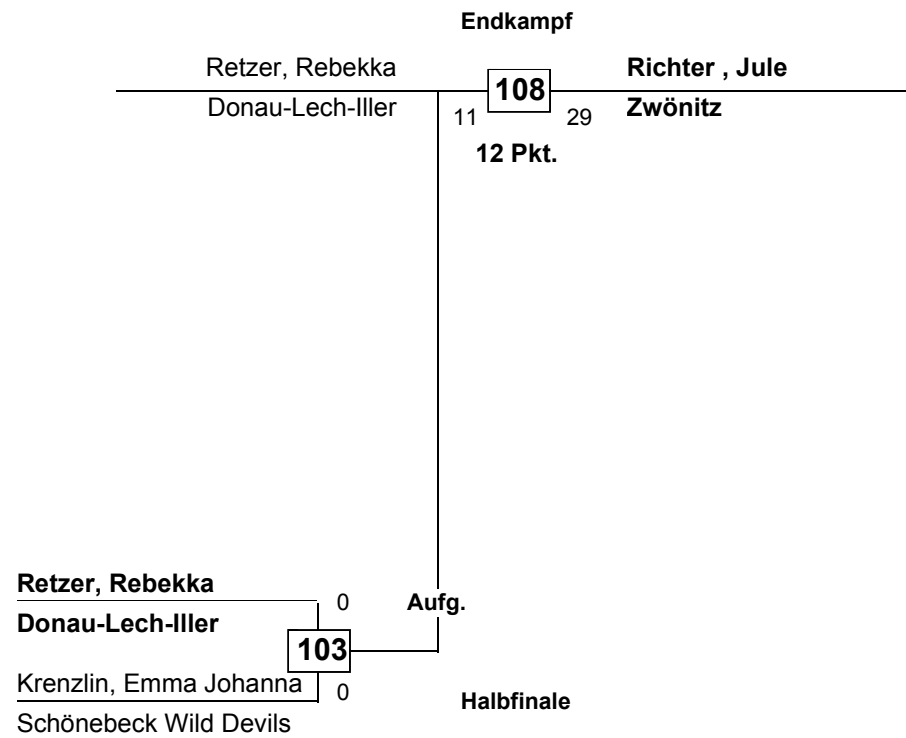 Endkampf
Retzer, Rebekka
Richter , Jule
108
Donau-Lech-Iller
11
29
Zwönitz
12 Pkt.
Retzer, Rebekka
0
Aufg.
Donau-Lech-Iller
103
Krenzlin, Emma Johanna
0
Halbfinale
Schönebeck Wild Devils